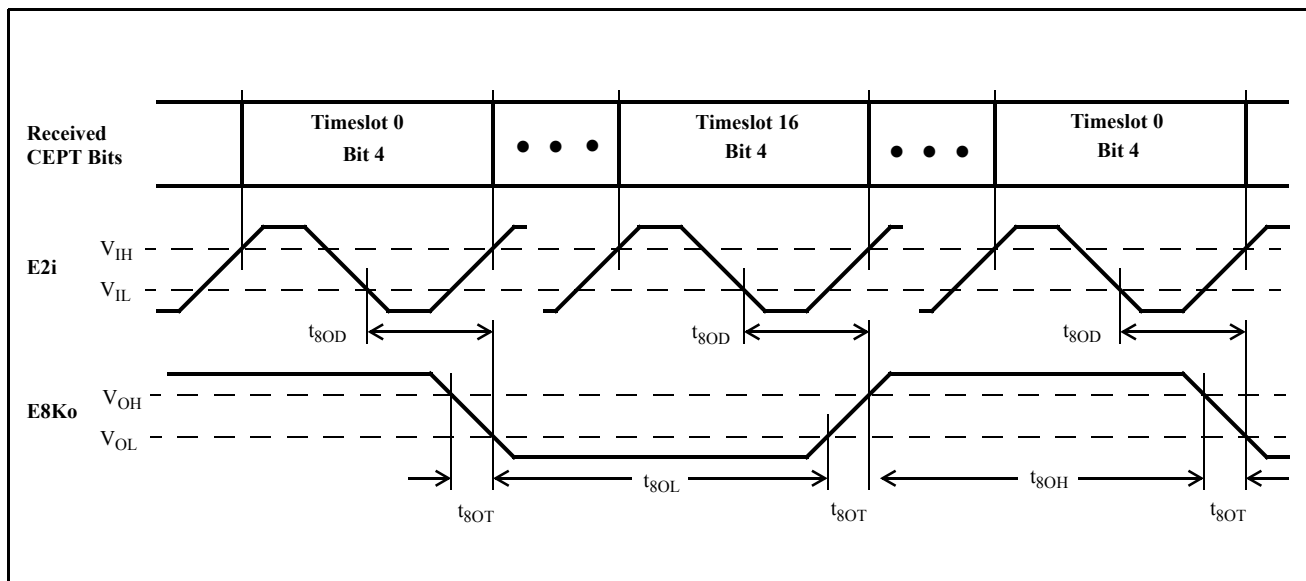 Received
CEPT Bits
Timeslot 0
Bit 4
• • •
Timeslot 16
Bit 4
• • •
Timeslot 0
Bit 4
E2i
VIH
VIL
t8OD
t8OD
t8OD
E8Ko
VOH
VOL
t8OL
t8OH
t8OT
t8OT
t8OT